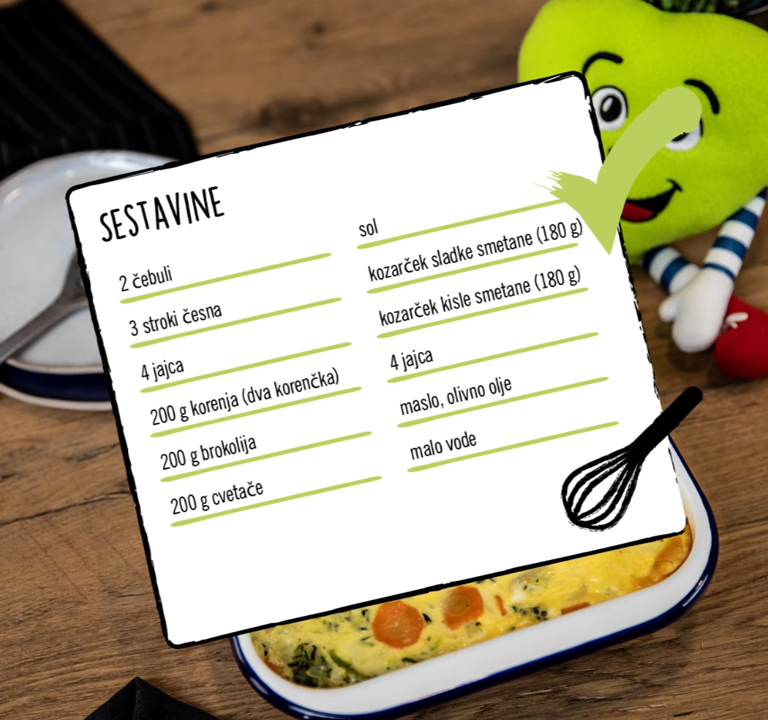 SESTAVINE
2 čebuli
3 stroki česna
4 jajca
200 g korenja (dva korenčka)
200 g brokolija
200 g cvetače
sol
kozarček sladke smetane (180 g)
kozarček kisle smetane (180 g)
4 jajca
maslo, olivno olje
malo vode